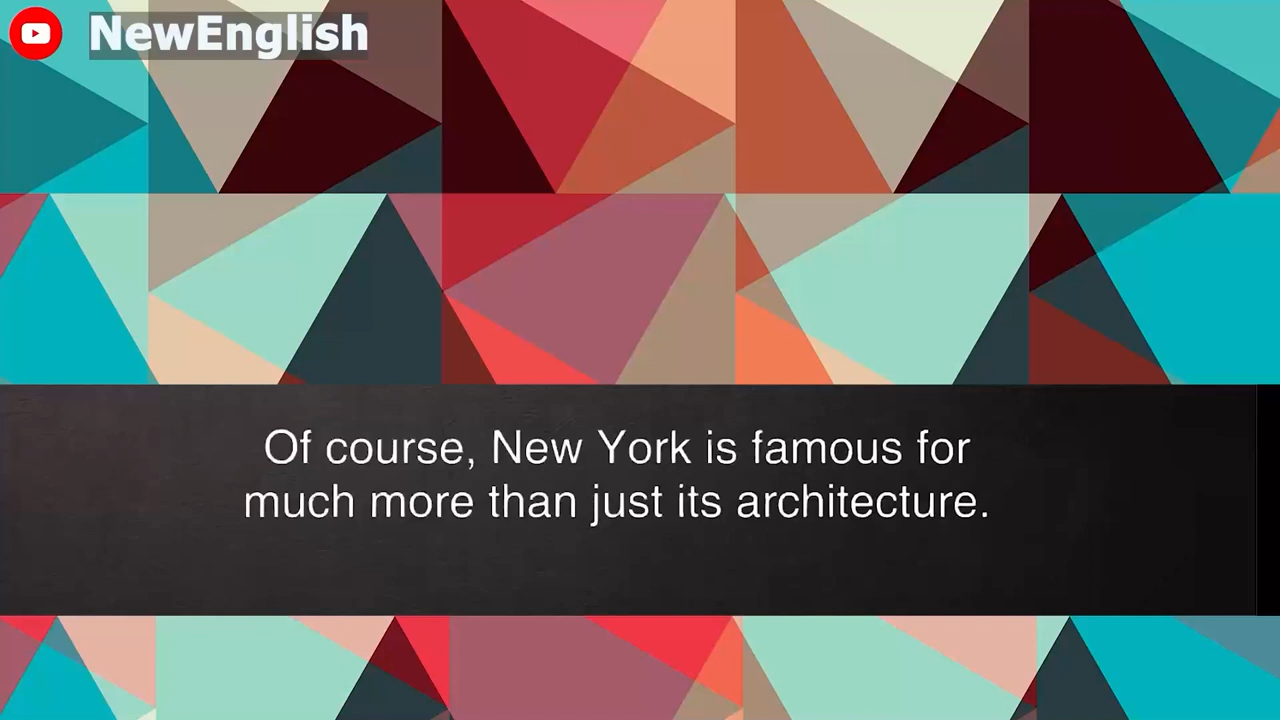 NewEnglish
Of course, New York is famous for
much more than just its architecture.